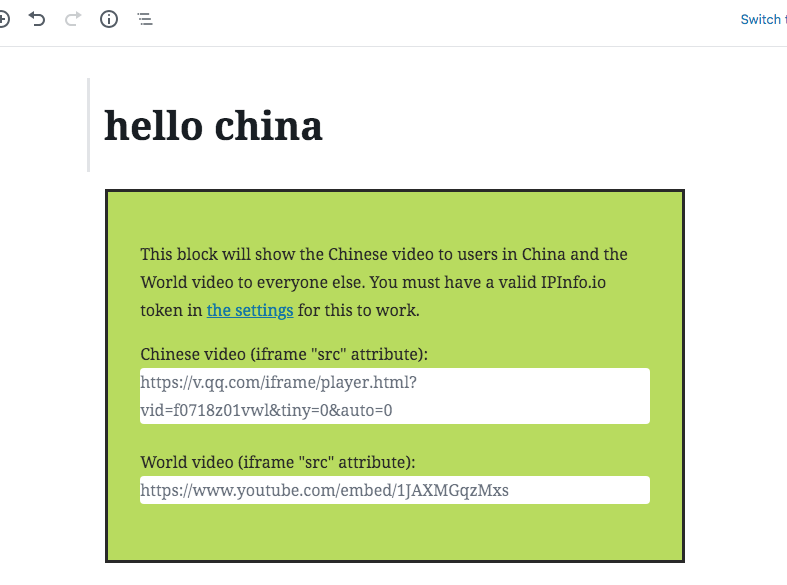 Switch t
hello china
This block will show the Chinese video to users in China and the
World video to everyone else. You must have a valid IPInfo.io
token in the settings for this to work.
Chinese video (iframe "src" attribute):
https://v.qq.com/iframe/player.html?
vid=f0718z01vwl&tiny=0&auto=0
World video (iframe "src" attribute):
https://www.youtube.com/embed/1JAXMGqzMxs